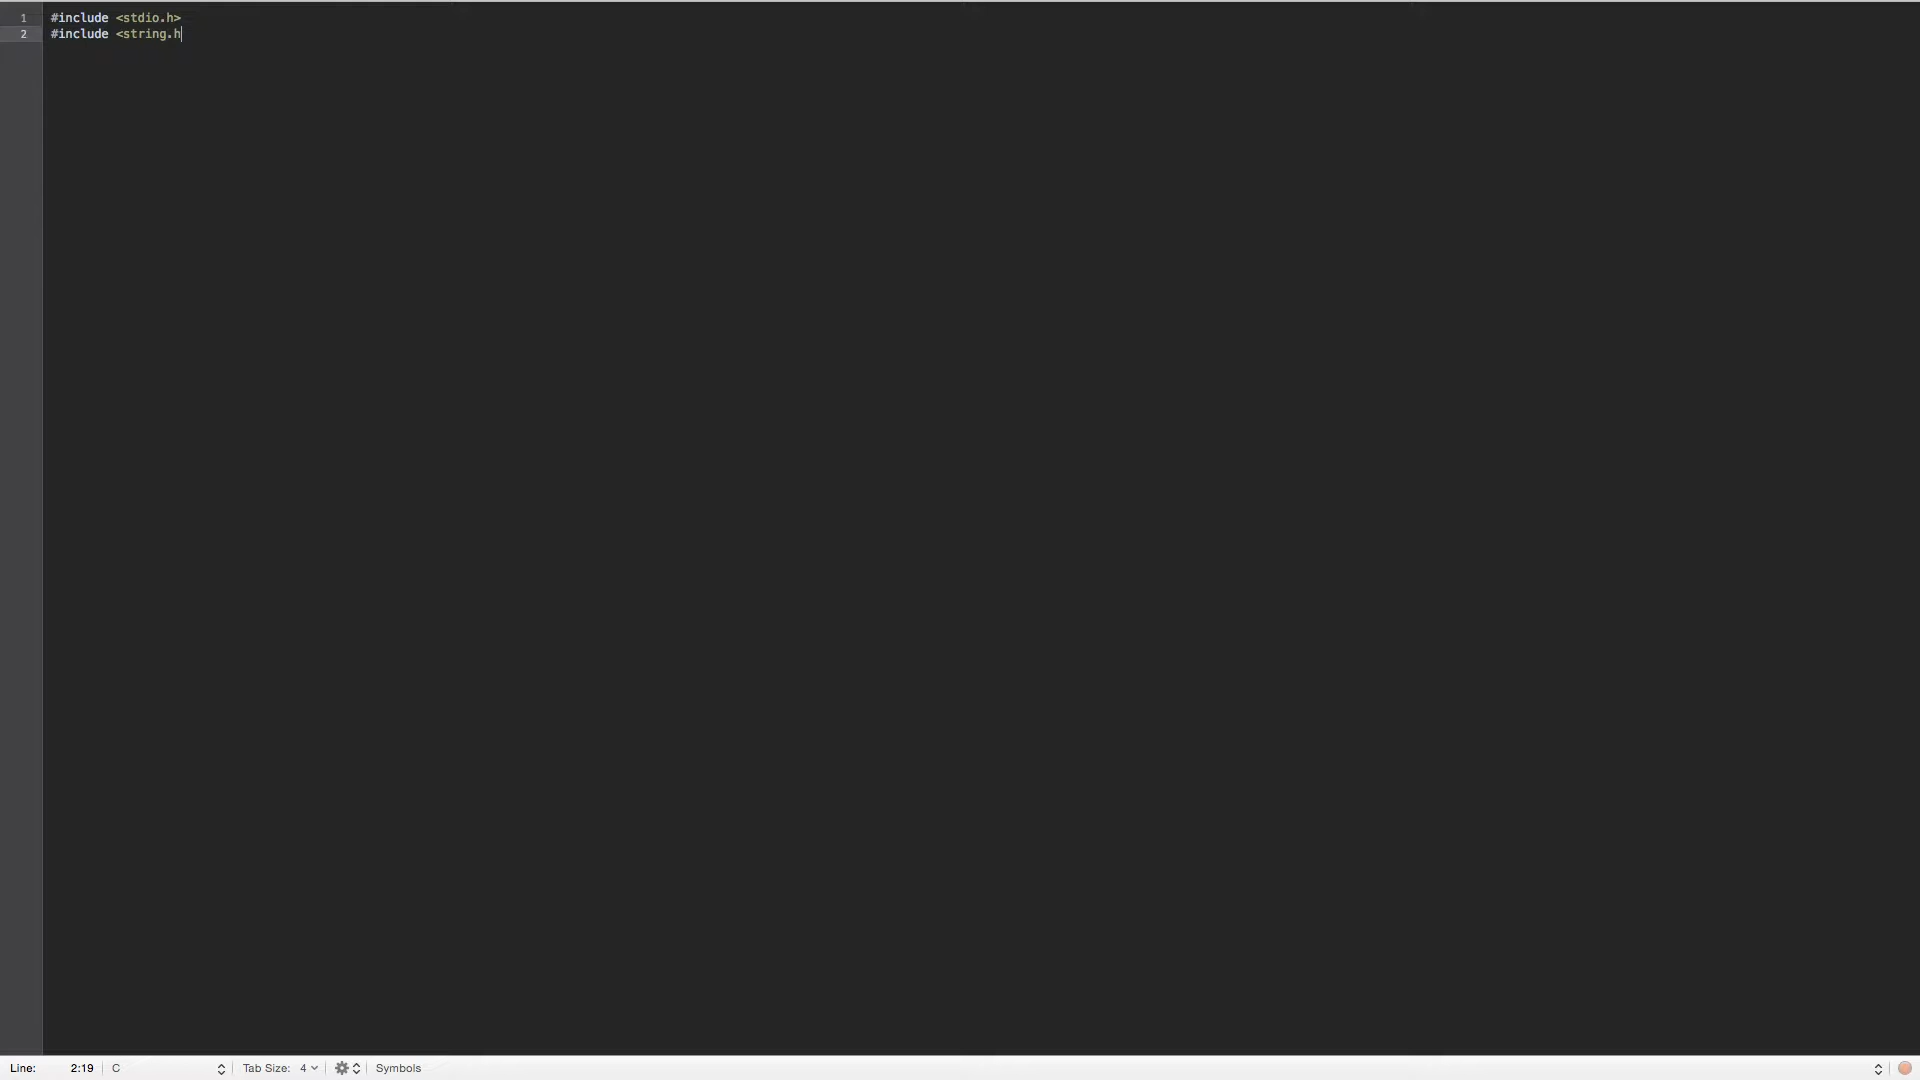 1 #include <stdio.h>
2 #include <string.h
Line: 2:19 C Tab Size: 4 Symbols